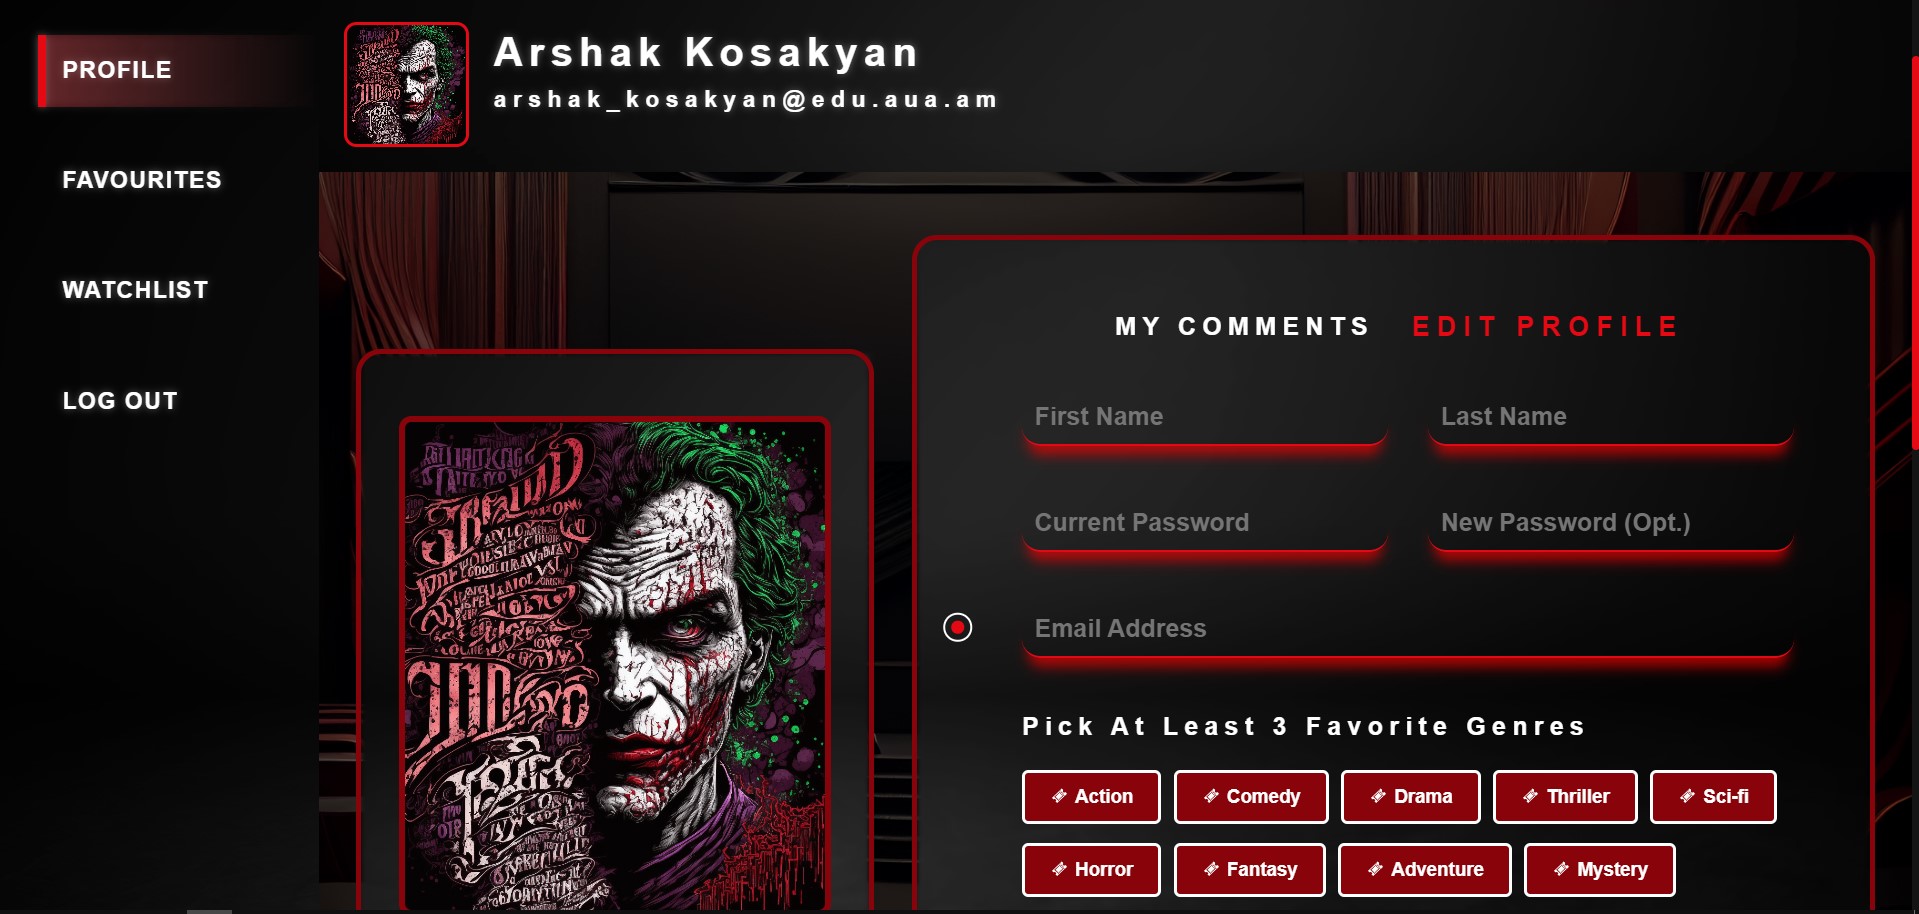 PROFILE
FAVOURITES
WATCHLIST
LOG OUT
Arshak Kosakyan
arshak_kosakyan@edu.aua.am
MY COMMENTS EDIT PROFILE
First Name Last Name
Current Password New Password (Opt.)
Email Address
Pick At Least 3 Favorite Genres
Action Comedy Drama Thriller Sci-fi
Horror Fantasy Adventure Mystery